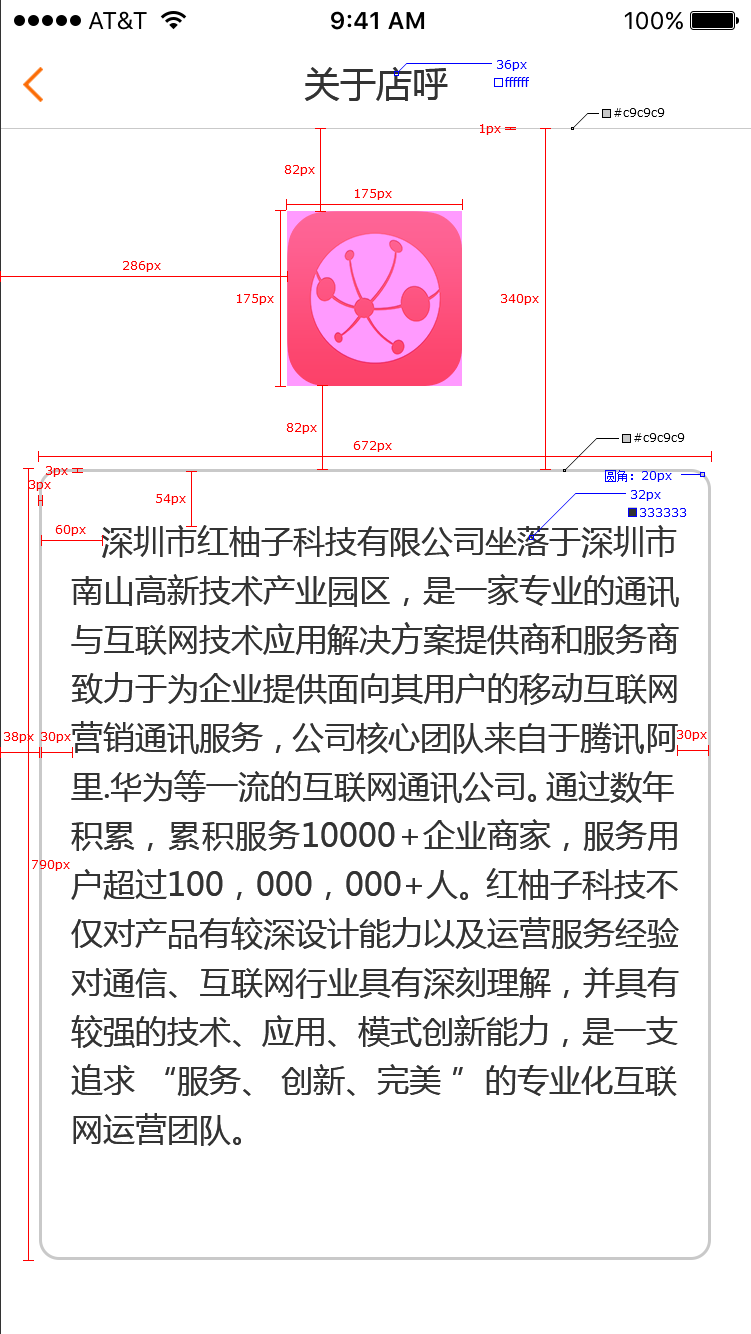 AT&T 9:41 AM 100%
关于店呼
36px
ffffff
#c9c9c9
1px
82px
175px
286px
175px
340px
82px
#c9c9c9
672px
3px
圆角：20px
3px
54px
32px
333333
60px
深圳市红柚子科技有限公司坐落于深圳市
南山高新技术产业园区，是一家专业的通讯
与互联网技术应用解决方案提供商和服务商
致力于为企业提供面向其用户的移动互联网
营销通讯服务，公司核心团队来自于腾讯.阿
里.华为等一流的互联网通讯公司。通过数年
积累，累积服务10000+企业商家，服务用
户超过100，000，000+人。红柚子科技不
仅对产品有较深设计能力以及运营服务经验
对通信、互联网行业具有深刻理解，并具有
较强的技术、应用、模式创新能力，是一支
追求 “服务、 创新、完美 ” 的专业化互联
网运营团队。
38px
30px
30px
790px